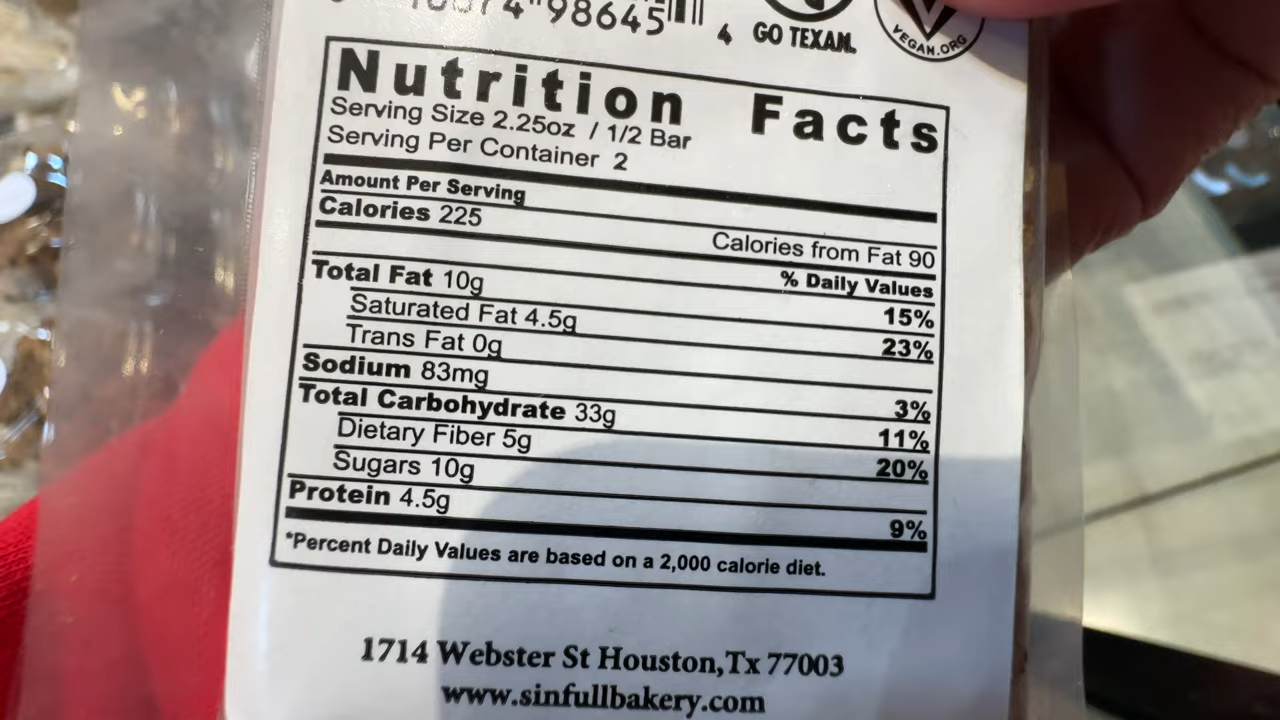 98645 4 GO TEXAN.
VEGAN.ORG
Nutrition Facts
Serving Size 2.25oz / 1/2 Bar
Serving Per Container 2
Amount Per Serving
Calories 225 Calories from Fat 90
% Daily Values
Total Fat 10g 15%
Saturated Fat 4.5g 23%
Trans Fat 0g
Sodium 83mg 3%
Total Carbohydrate 33g 11%
Dietary Fiber 5g 20%
Sugars 10g
Protein 4.5g 9%
*Percent Daily Values are based on a 2,000 calorie diet.
1714 Webster St Houston,Tx 77003
www.sinfullbakery.com